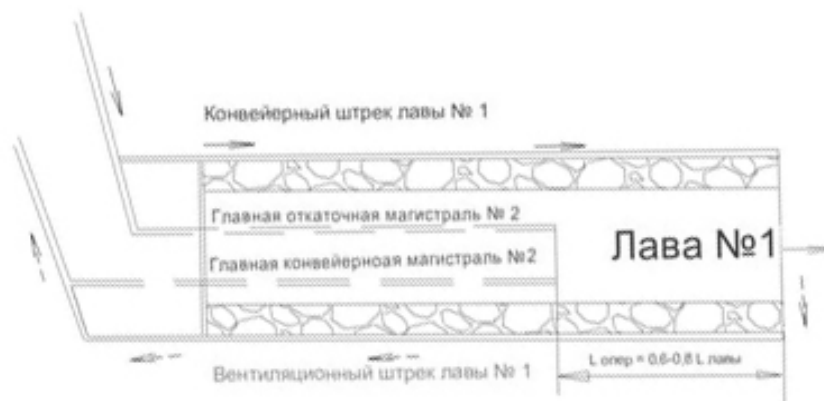 Конвейерный штрек лавы № 1
Главная откаточная магистраль № 2
Лава №1
Главная конвейерноая магистраль №2
L опер = 0,6-0,8 L лавы
Вентиляционный штрек лавы № 1